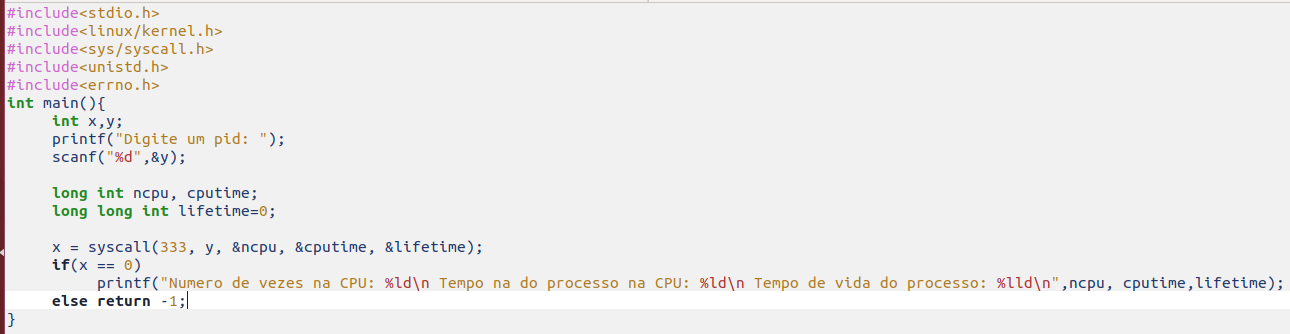 #include<stdio.h>
#include<linux/kernel.h>
#include<sys/syscall.h>
#include<unistd.h>
#include<errno.h>
int main(){
     int x,y;
     printf("Digite um pid: ");
     scanf("%d",&y);

     long int ncpu, cputime;
     long long int lifetime=0;

     x = syscall(333, y, &ncpu, &cputime, &lifetime);
     if(x == 0)
          printf("Numero de vezes na CPU: %ld\n Tempo na do processo na CPU: %ld\n Tempo de vida do processo: %lld\n",ncpu, cputime,lifetime);
     else return -1;
}